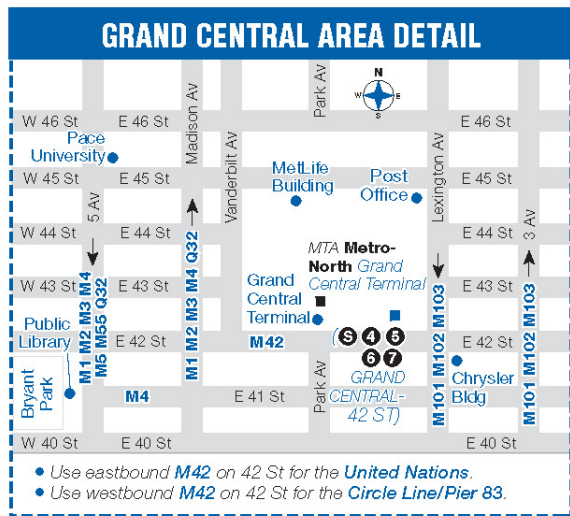 GRAND CENTRAL AREA DETAIL
Park Av
N
W E
S
Madison Av
W 46 St
E 46 St
E 46 St
Pace
University
Vanderbilt Av
Lexington Av
W 45 St
E 45 St
E 45 St
MetLife
Building
Post
Office
5 Av
3 Av
W 44 St
E 44 St
E 44 St
MTA Metro-
North Grand
Central Terminal
W 43 St
E 43 St
E 43 St
Grand
Central
Terminal
M1 M2 M3 M4
M5 M55 Q32
M1 M2 M3 M4 Q32
M101 M102 M103
M101 M102 M103
Public
Library
E 42 St
M42
(S 4 5
6 7
GRAND
CENTRAL-
42 ST)
E 42 St
Chrysler
Bldg
Bryant
Park
M4
E 41 St
Park Av
W 40 St
E 40 St
E 40 St
• Use eastbound M42 on 42 St for the United Nations.
• Use westbound M42 on 42 St for the Circle Line/Pier 83.